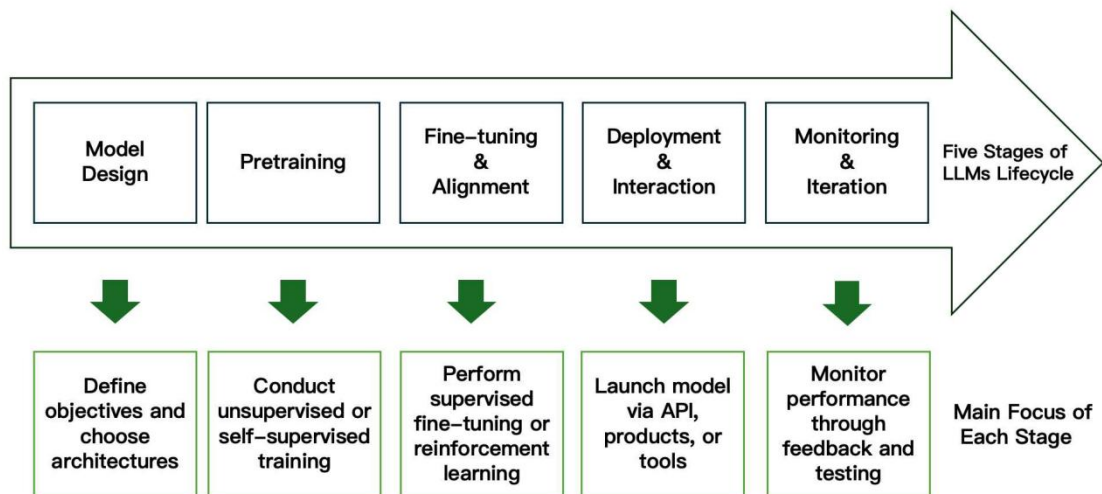 Model
Design
Pretraining
Fine-tuning
&
Alignment
Deployment
&
Interaction
Monitoring
&
Iteration
Five Stages of
LLMs Lifecycle
Define
objectives and
choose
architectures
Conduct
unsupervised or
self-supervised
training
Perform
supervised
fine-tuning or
reinforcement
learning
Launch model
via API,
products, or
tools
Monitor
performance
through
feedback and
testing
Main Focus of
Each Stage